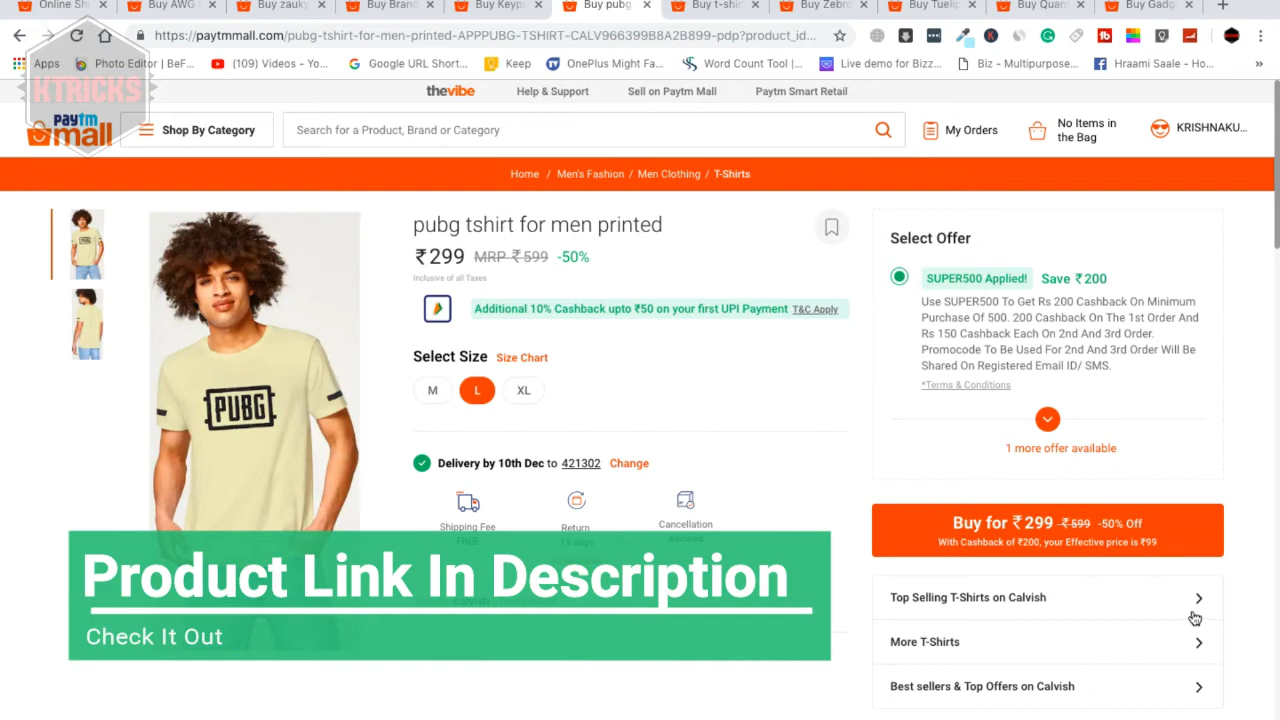 Online Sh
Buy AWG
Buy zauky
Buy Brand
Buy Keypa
Buy pubg
Buy t-shir
Buy Zebro
Buy Tuelip
Buy Quan
Buy Gadg
https://paytmmall.com/pubg-tshirt-for-men-printed-APPPUBG-TSHIRT-CALV966399B8A2B899-pdp?product_id...
Apps
Photo Editor | BeF...
(109) Videos - Yo...
Google URL Short...
Keep
OnePlus Might Fa...
Word Count Tool |...
Live demo for Bizz...
Biz - Multipurpose...
Hraami Saale - Ho...
KTRICKS
thevibe
Help & Support
Sell on Paytm Mall
Paytm Smart Retail
paytm
mall
Shop By Category
Search for a Product, Brand or Category
My Orders
No Items in
the Bag
KRISHNAKU...
Home / Men's Fashion / Men Clothing / T-Shirts
PUBG
pubg tshirt for men printed
₹299 MRP ₹599 -50%
Inclusive of all Taxes
Additional 10% Cashback upto ₹50 on your first UPI Payment T&C Apply
Select Size Size Chart
M L XL
Delivery by 10th Dec to 421302 Change
Shipping Fee
FREE
Return
15 days
Cancellation
Allowed
Select Offer
SUPER500 Applied! Save ₹200
Use SUPER500 To Get Rs 200 Cashback On Minimum
Purchase Of 500. 200 Cashback On The 1st Order And
Rs 150 Cashback Each On 2nd And 3rd Order.
Promocode To Be Used For 2nd And 3rd Order Will Be
Shared On Registered Email ID/ SMS.
*Terms & Conditions
1 more offer available
Buy for ₹299 ₹599 -50% Off
With Cashback of ₹200, your Effective price is ₹99
Top Selling T-Shirts on Calvish
More T-Shirts
Best sellers & Top Offers on Calvish
Product Link In Description
Check It Out